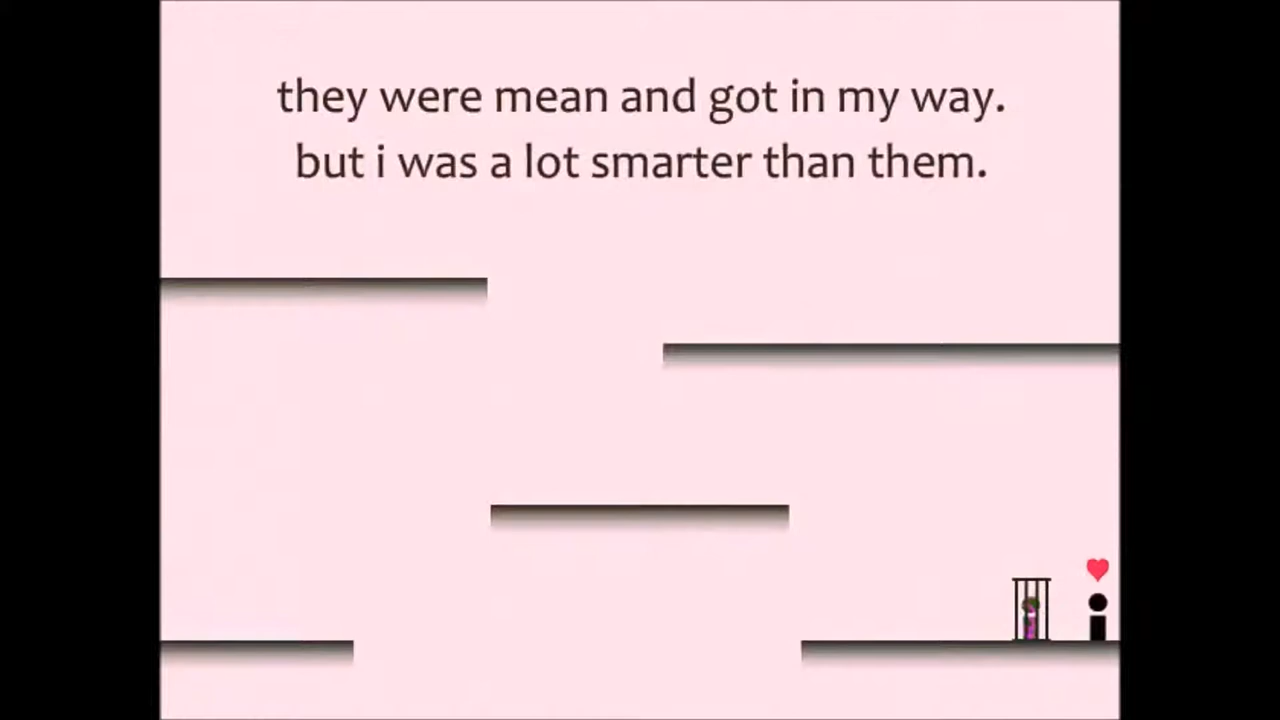 they were mean and got in my way.
but i was a lot smarter than them.